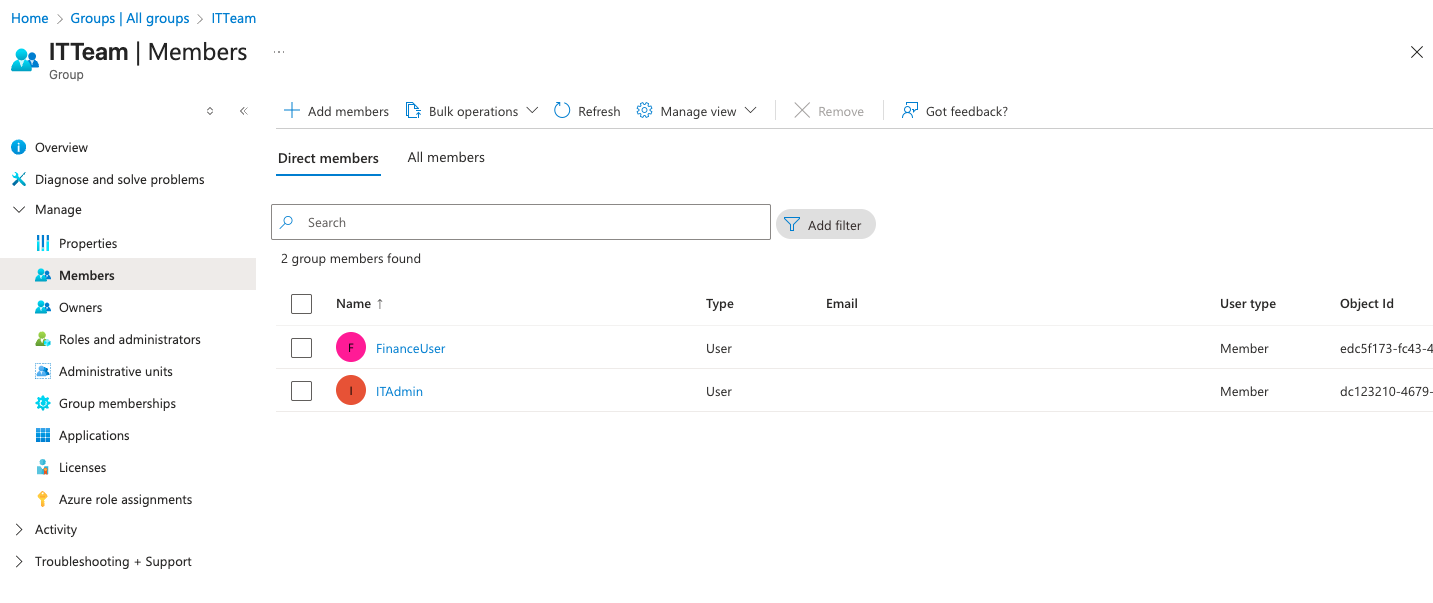 Home > Groups | All groups > ITTeam
ITTeam | Members ...
Group
Add members Bulk operations Refresh Manage view Remove Got feedback?
Overview
Diagnose and solve problems
Manage
Properties
Members
Owners
Roles and administrators
Administrative units
Group memberships
Applications
Licenses
Azure role assignments
Activity
Troubleshooting + Support
Direct members All members
Search Add filter
2 group members found
Name ↑ Type Email User type Object Id
F FinanceUser User Member edc5f173-fc43-4
I ITAdmin User Member dc123210-4679-